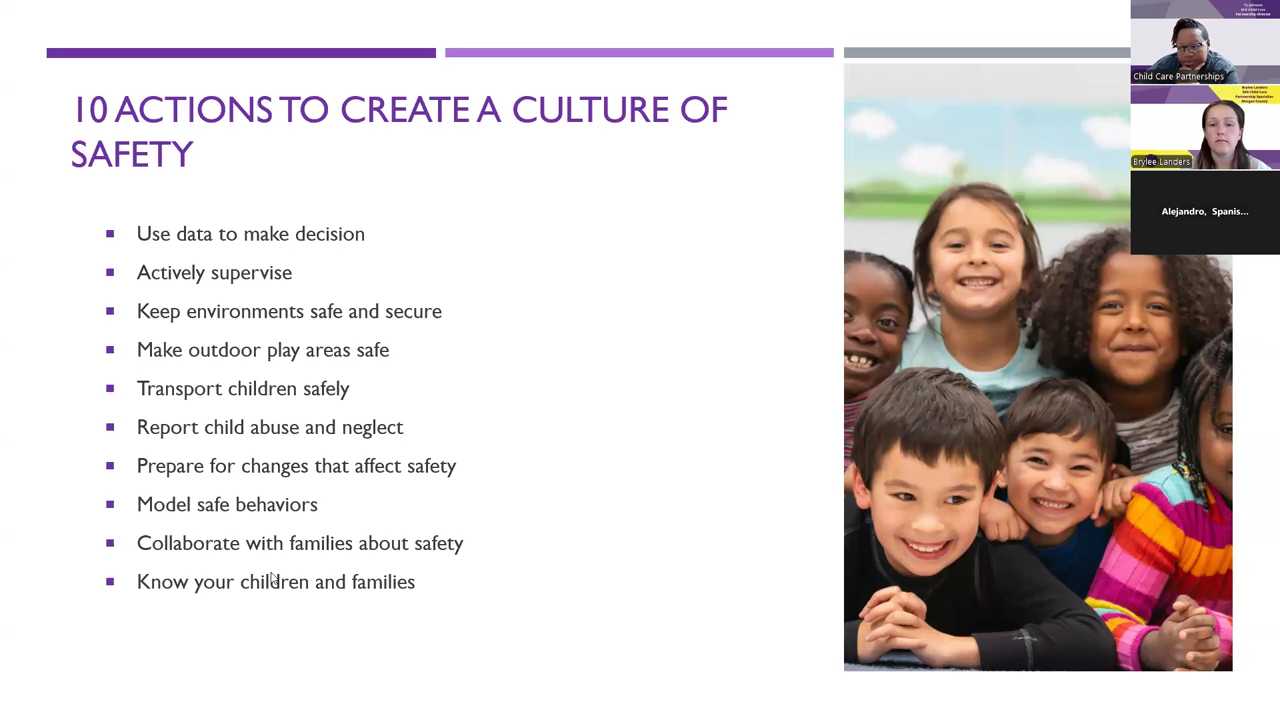 10 ACTIONS TO CREATE A CULTURE OF
SAFETY
Use data to make decision
Actively supervise
Keep environments safe and secure
Make outdoor play areas safe
Transport children safely
Report child abuse and neglect
Prepare for changes that affect safety
Model safe behaviors
Collaborate with families about safety
Know your children and families
Child Care Partnerships
Brylee Landers
Alejandro, Spanis...